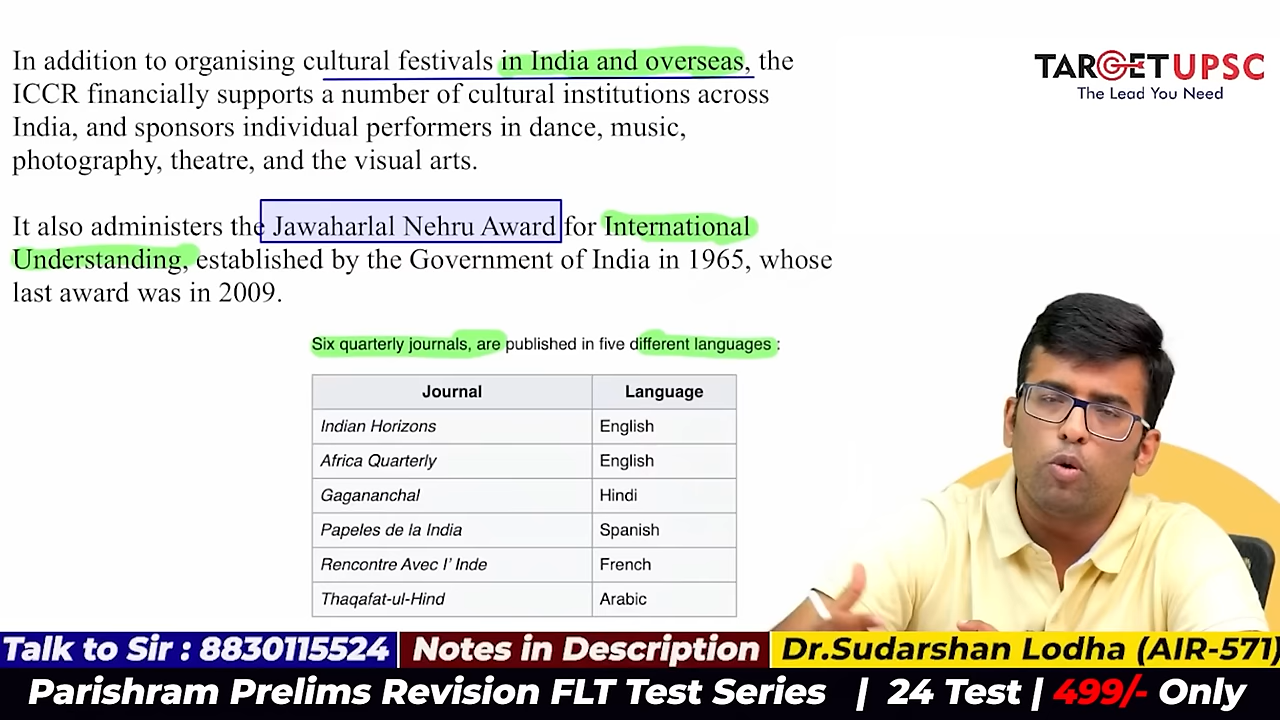 In addition to organising cultural festivals in India and overseas, the
ICCR financially supports a number of cultural institutions across
India, and sponsors individual performers in dance, music,
photography, theatre, and the visual arts.
It also administers the Jawaharlal Nehru Award for International
Understanding, established by the Government of India in 1965, whose
last award was in 2009.
TARGET UPSC
The Lead You Need
Six quarterly journals, are published in five different languages :
Journal Language
Indian Horizons English
Africa Quarterly English
Gagananchal Hindi
Papeles de la India Spanish
Rencontre Avec l' Inde French
Thaqafat-ul-Hind Arabic
Talk to Sir : 8830115524 Notes in Description Dr.Sudarshan Lodha (AIR-571)
Parishram Prelims Revision FLT Test Series | 24 Test | 499/- Only